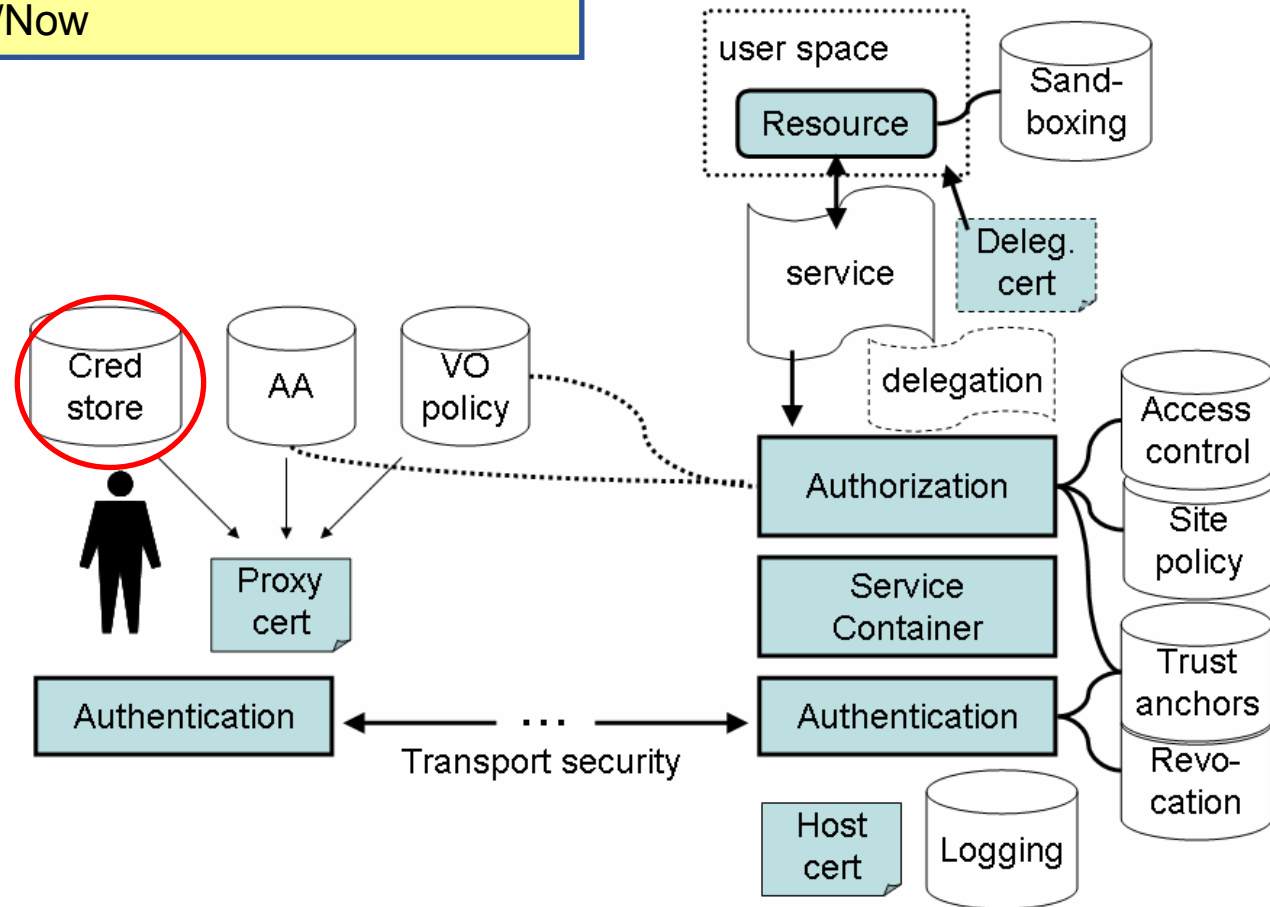 /Now
user space
Resource
Sand-
boxing
service
Deleg.
cert
delegation
Cred
store
AA
VO
policy
Proxy
cert
Authorization
Access
control
Site
policy
Service
Container
Trust
anchors
Authentication
...
Authentication
Transport security
Revo-
cation
Host
cert
Logging